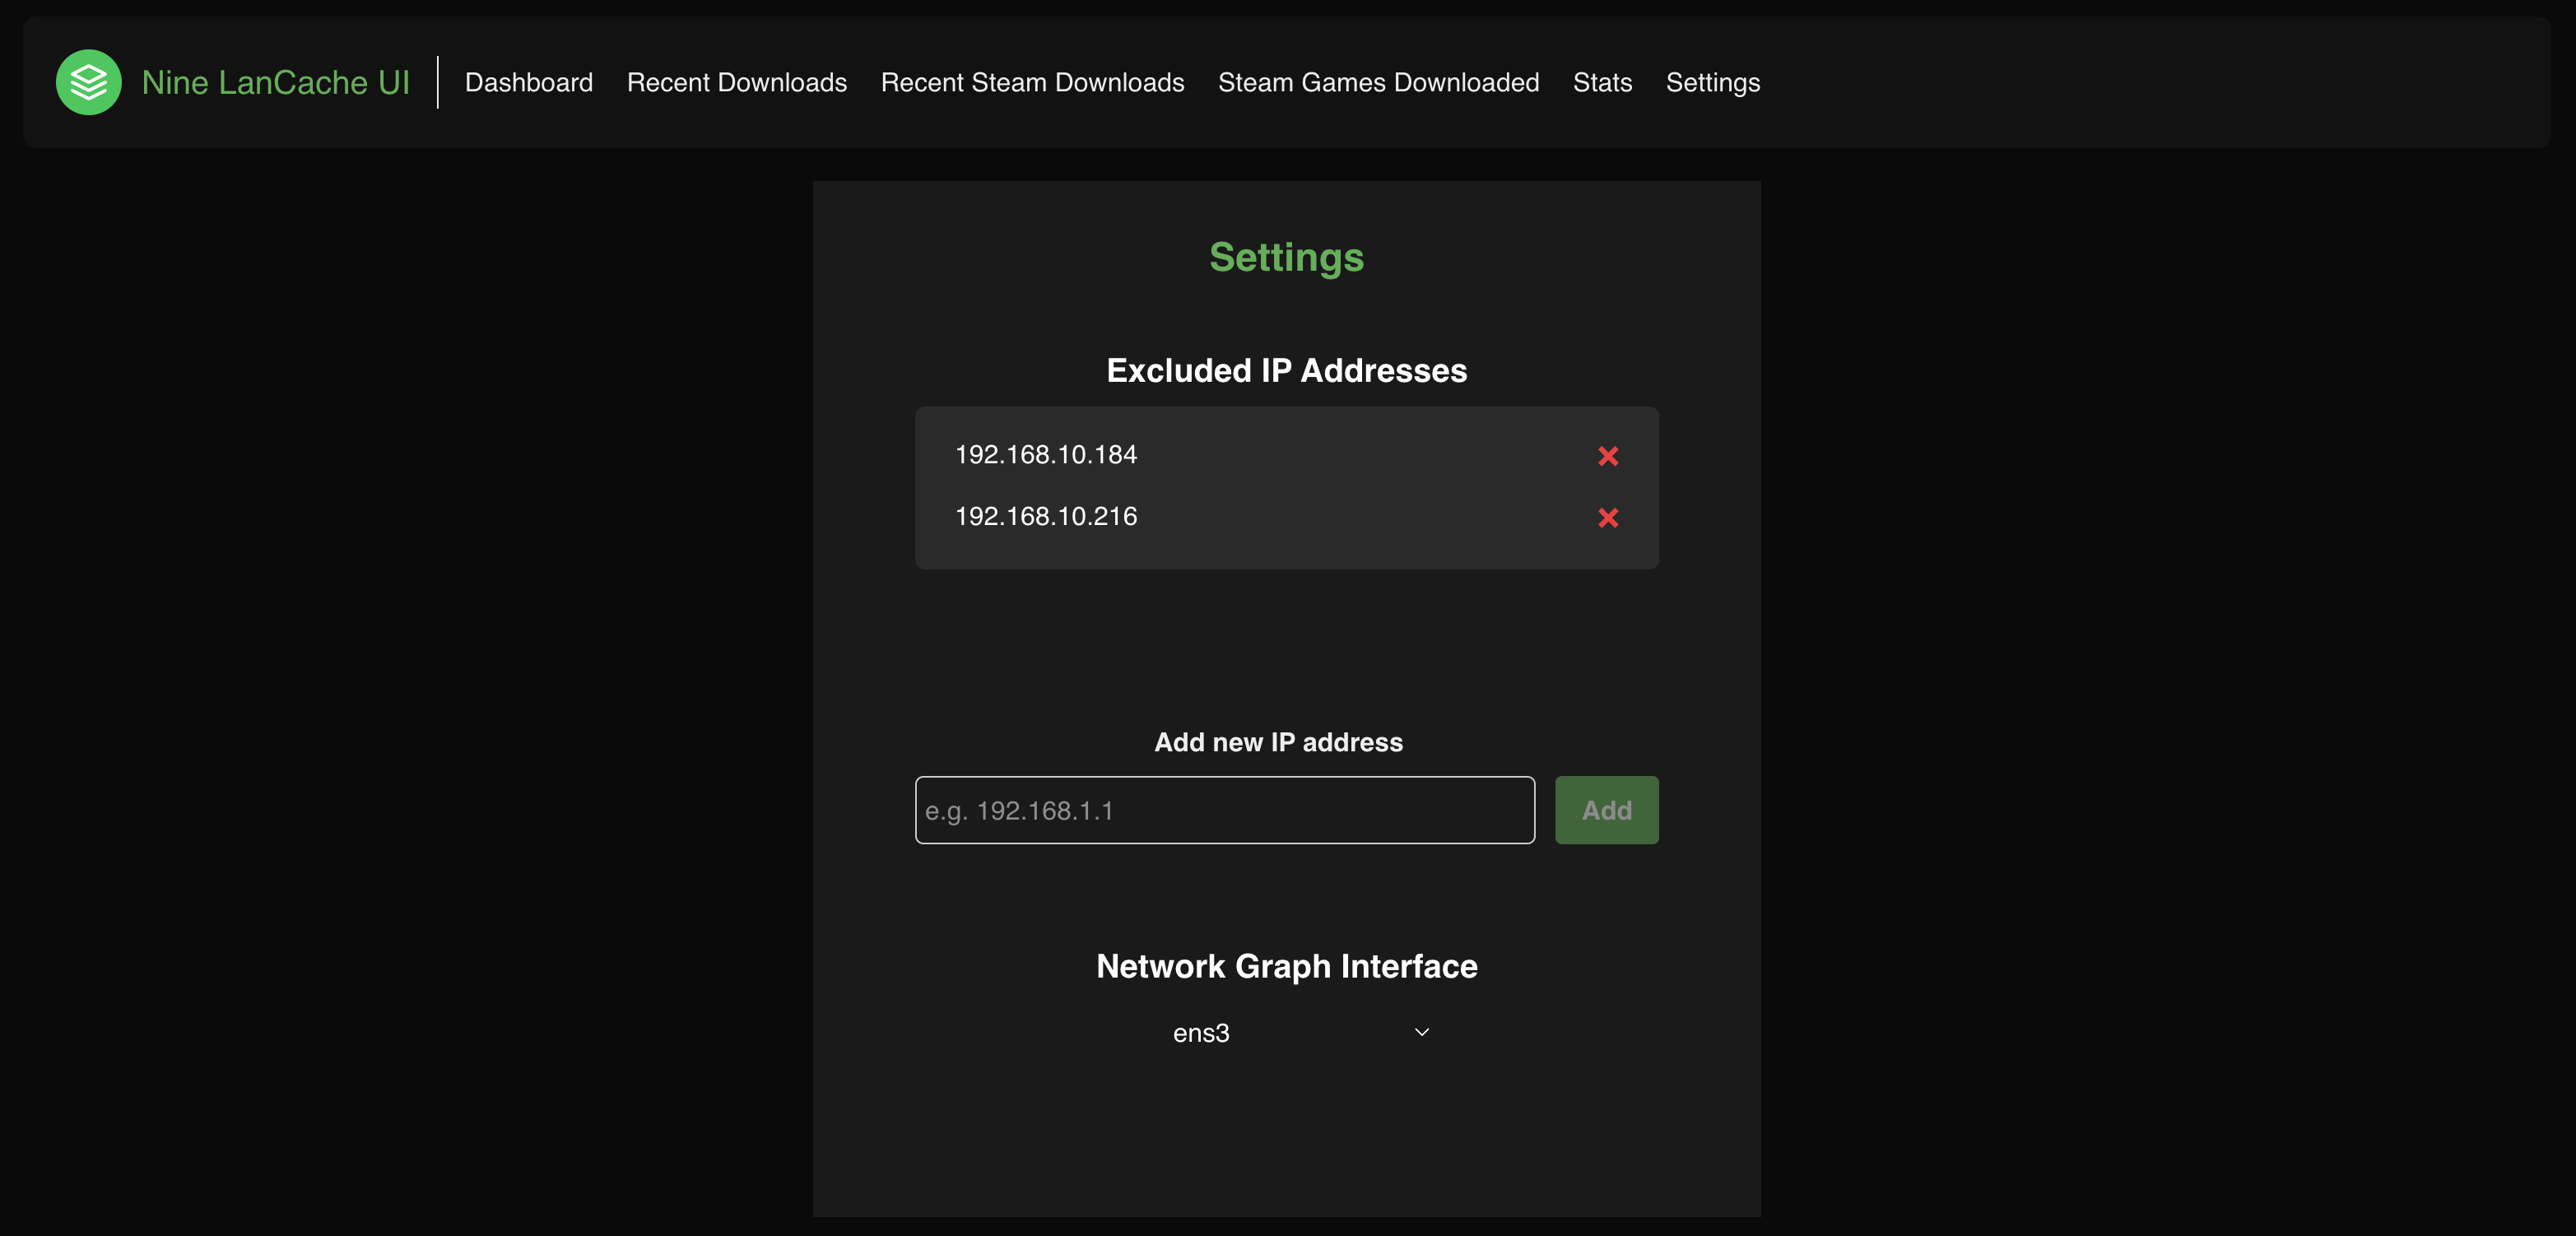 Nine LanCache UI
Dashboard Recent Downloads Recent Steam Downloads Steam Games Downloaded Stats Settings
Settings
Excluded IP Addresses
192.168.10.184
192.168.10.216
Add new IP address
e.g. 192.168.1.1 Add
Network Graph Interface
ens3